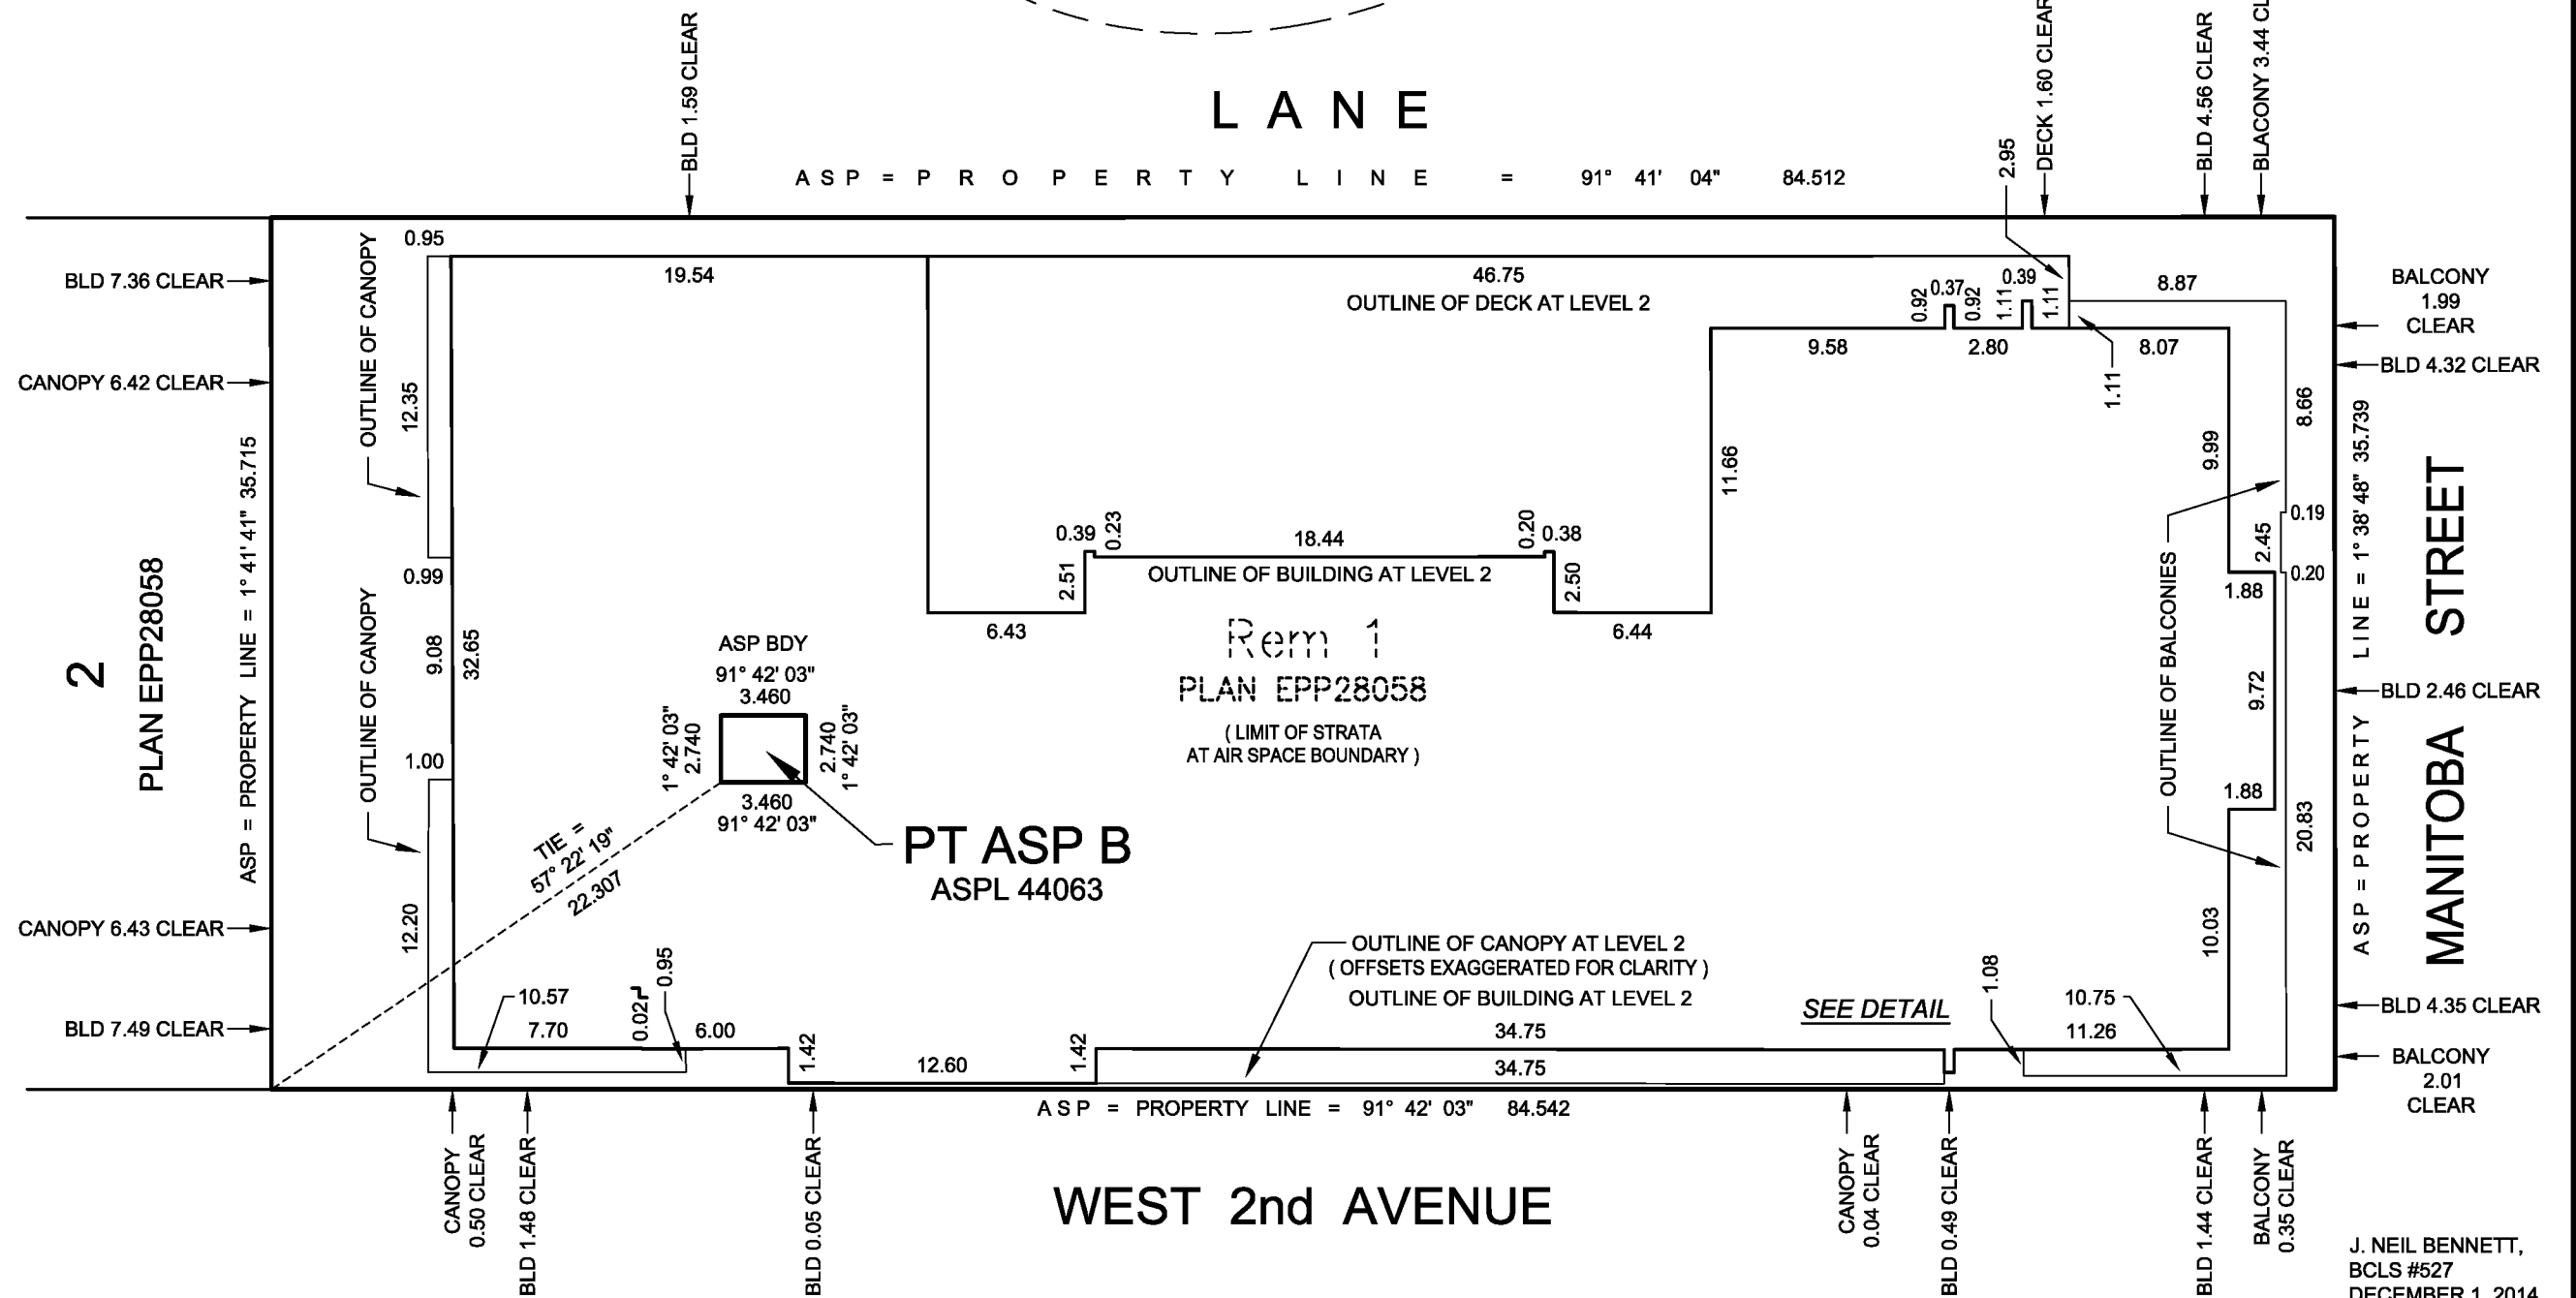 BLD 1.59 CLEAR
DECK 1.60 CLEAR
BLD 4.56 CLEAR
BLACONY 3.44 CL
LANE
2.95
ASP = PROPERTY LINE = 91° 41' 04" 84.512
OUTLINE OF CANOPY
0.95
19.54
46.75
OUTLINE OF DECK AT LEVEL 2
0.92
0.37
0.92
1.11
0.39
1.11
8.87
BLD 7.36 CLEAR
BALCONY
1.99
CLEAR
9.58
2.80
8.07
1.11
CANOPY 6.42 CLEAR
BLD 4.32 CLEAR
12.35
11.66
9.99
8.66
ASP = PROPERTY LINE = 1° 41' 41" 35.715
ASP = PROPERTY LINE = 1° 38' 48" 35.739
0.39
0.23
18.44
0.20
0.38
2.51
OUTLINE OF BUILDING AT LEVEL 2
2.50
0.19
2.45
0.20
1.88
0.99
6.43
6.44
OUTLINE OF CANOPY
9.08
32.65
OUTLINE OF BALCONIES
2
PLAN EPP28058
ASP BDY
91° 42' 03"
3.460
1° 42' 03"
2.740
2.740
1° 42' 03"
3.460
91° 42' 03"
Rem 1
PLAN EPP28058
( LIMIT OF STRATA
AT AIR SPACE BOUNDARY )
9.72
BLD 2.46 CLEAR
MANITOBA STREET
1.00
1.88
20.83
TIE =
57° 22' 19"
22.307
PT ASP B
ASPL 44063
12.20
CANOPY 6.43 CLEAR
10.03
OUTLINE OF CANOPY AT LEVEL 2
( OFFSETS EXAGGERATED FOR CLARITY )
OUTLINE OF BUILDING AT LEVEL 2
10.57
7.70
0.02
0.95
6.00
1.42
12.60
1.42
34.75
34.75
SEE DETAIL
1.08
10.75
11.26
BLD 7.49 CLEAR
BLD 4.35 CLEAR
BALCONY
2.01
CLEAR
ASP = PROPERTY LINE = 91° 42' 03" 84.542
CANOPY
0.50 CLEAR
BLD 1.48 CLEAR
BLD 0.05 CLEAR
WEST 2nd AVENUE
CANOPY
0.04 CLEAR
BLD 0.49 CLEAR
BLD 1.44 CLEAR
BALCONY
0.35 CLEAR
J. NEIL BENNETT,
BCLS #527
DECEMBER 1, 2014